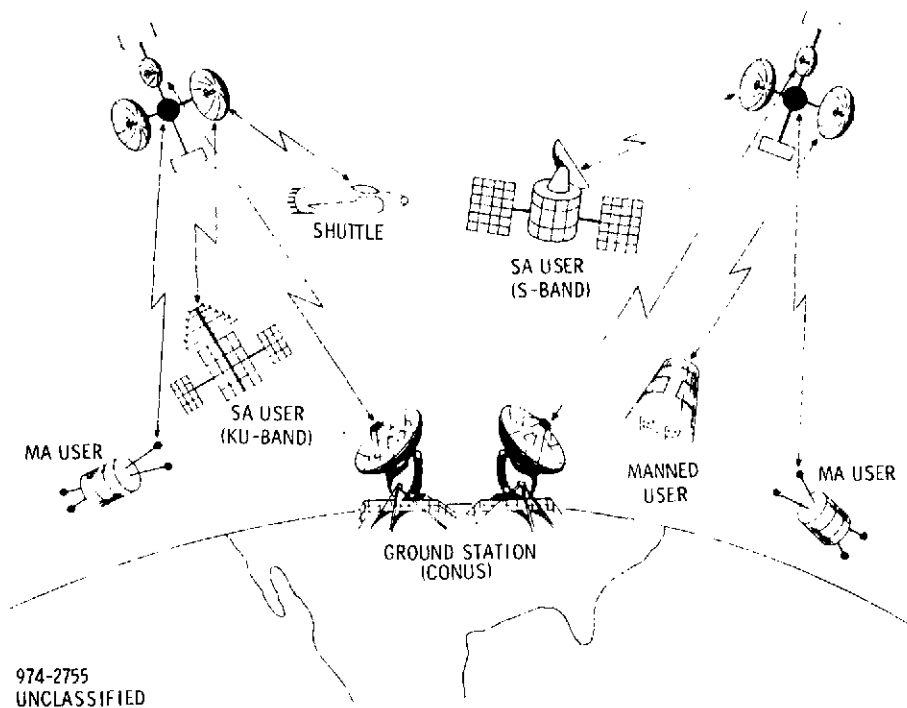 SHUTTLE
SA USER
(S-BAND)
SA USER
(KU-BAND)
MA USER
MANNED
USER
MA USER
GROUND STATION
(CONUS)
974-2755
UNCLASSIFIED